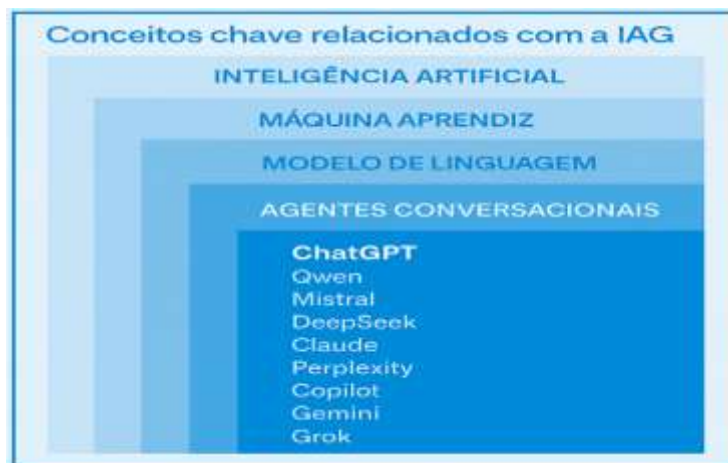 Conceitos chave relacionados com a IAG
INTELIGÊNCIA ARTIFICIAL
MÁQUINA APRENDIZ
MODELO DE LINGUAGEM
AGENTES CONVERSACIONAIS
ChatGPT
Qwen
Mistral
DeepSeek
Claude
Perplexity
Copilot
Gemini
Grok